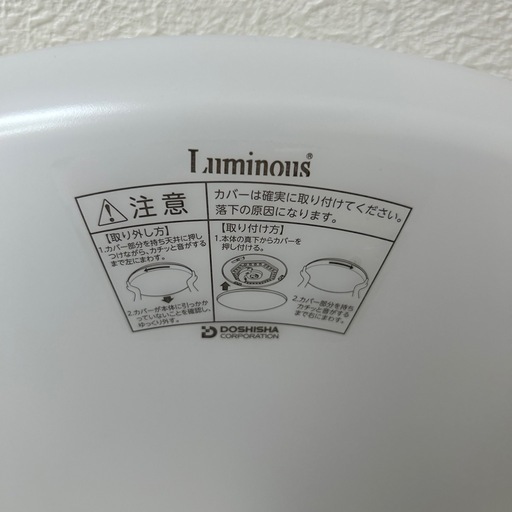 Luminous®
注意
カバーは確実に取り付けてください。
落下の原因になります。
【取り外し方】
1.カバー部分を持ち天井に押し
つけながら、カチッと音がする
まで左にまわす。
2.カバーが本体に引っかか
っていないことを確認し、
ゆっくり外す。
【取り付け方】
1.本体の真下からカバーを
押し付ける。
2.カバー部分を持ち
カチッと音がする
まで右にまわす。
DOSHISHA
CORPORATION